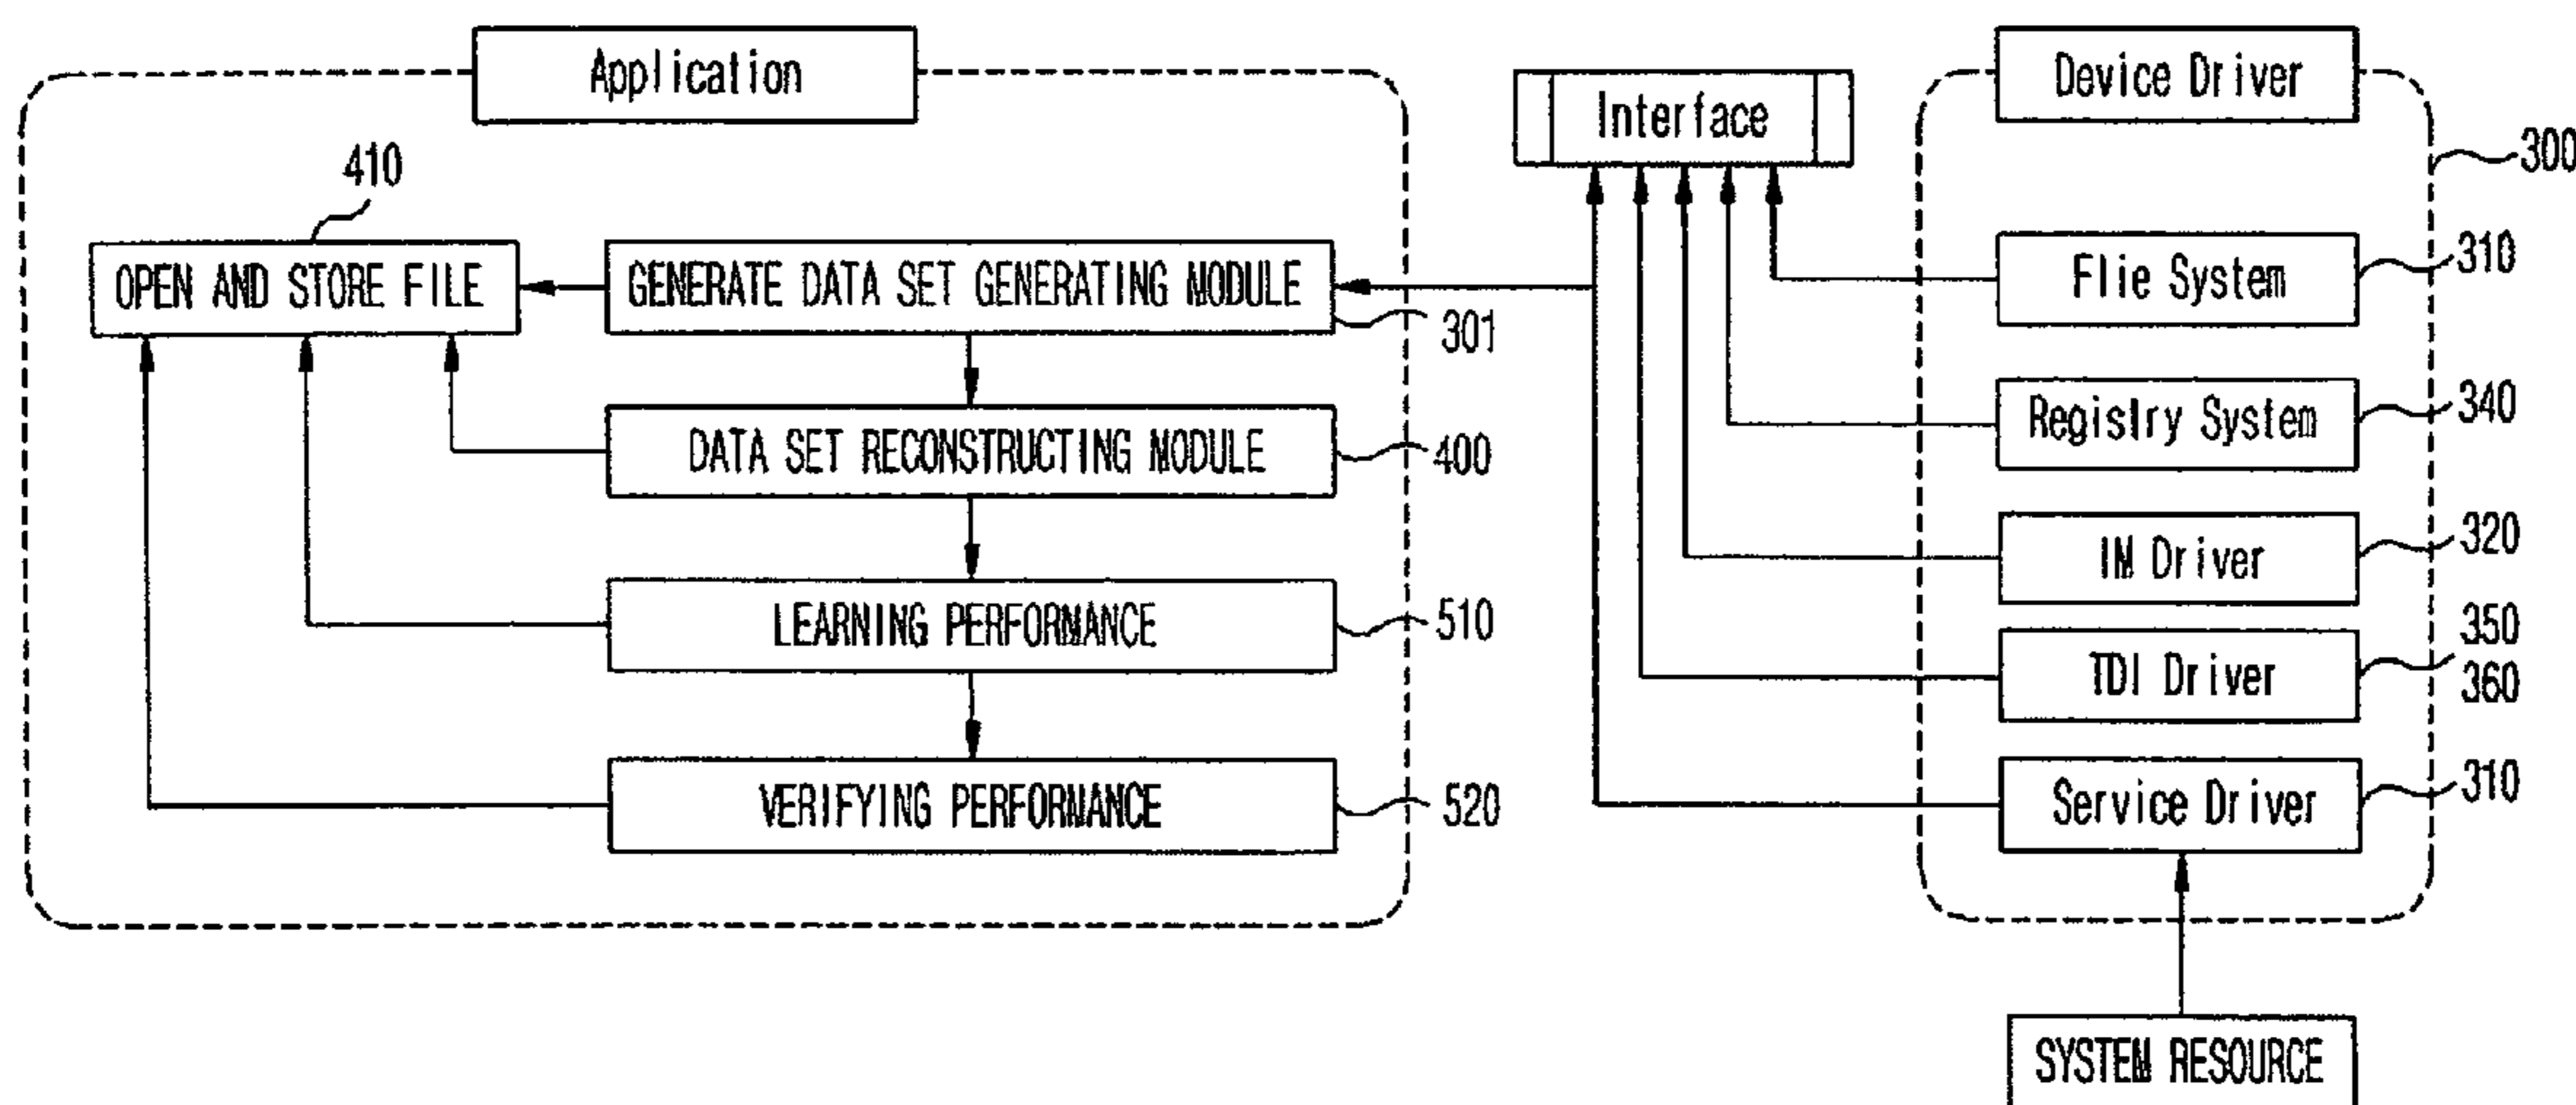 Application
410
OPEN AND STORE FILE
GENERATE DATA SET GENERATING MODULE
301
DATA SET RECONSTRUCTING MODULE
400
LEARNING PERFORMANCE
510
VERIFYING PERFORMANCE
520
Interface
Device Driver
300
Flie System
310
Registry System
340
IM Driver
320
TDI Driver
350
360
Service Driver
310
SYSTEM RESOURCE